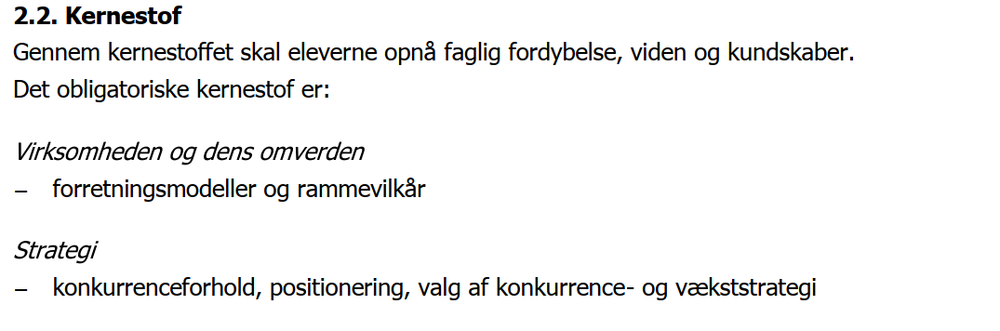 2.2. Kernestof
Gennem kernestoffet skal eleverne opnå faglig fordybelse, viden og kundskaber.
Det obligatoriske kernestof er:
Virksomheden og dens omverden
– forretningsmodeller og rammevilkår
Strategi
– konkurrenceforhold, positionering, valg af konkurrence- og vækststrategi